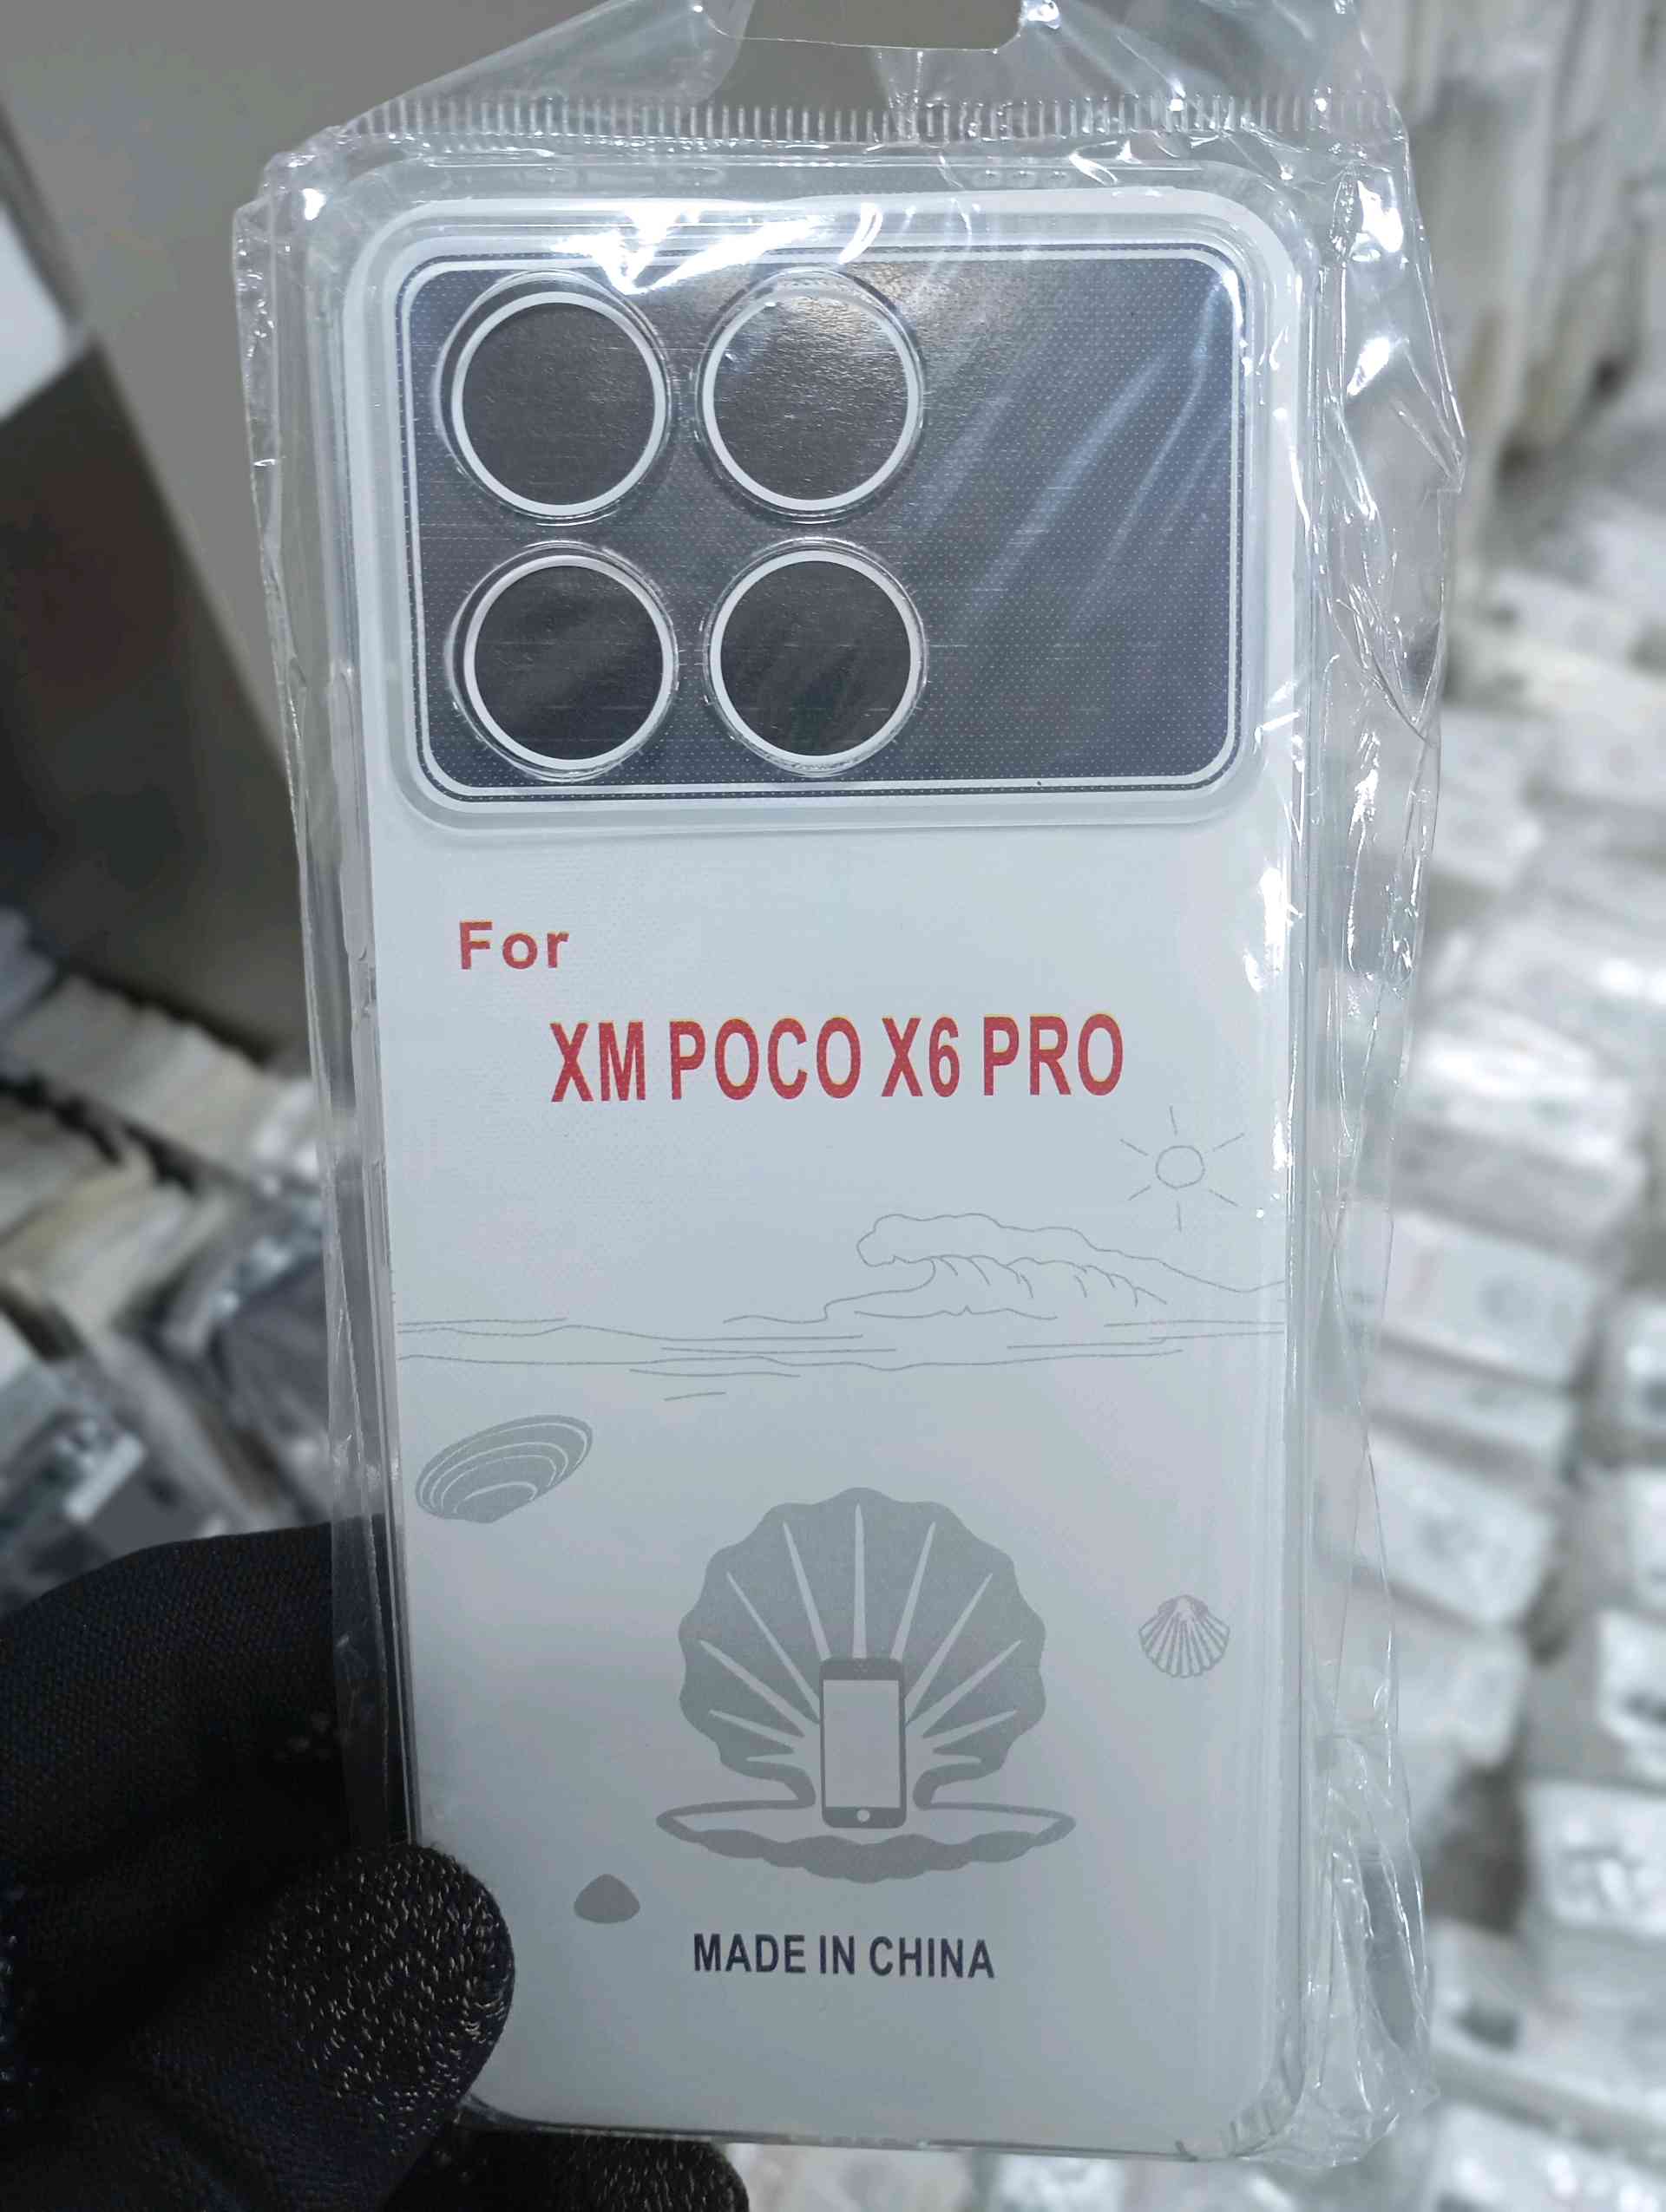 For
XM POCO X6 PRO
MADE IN CHINA